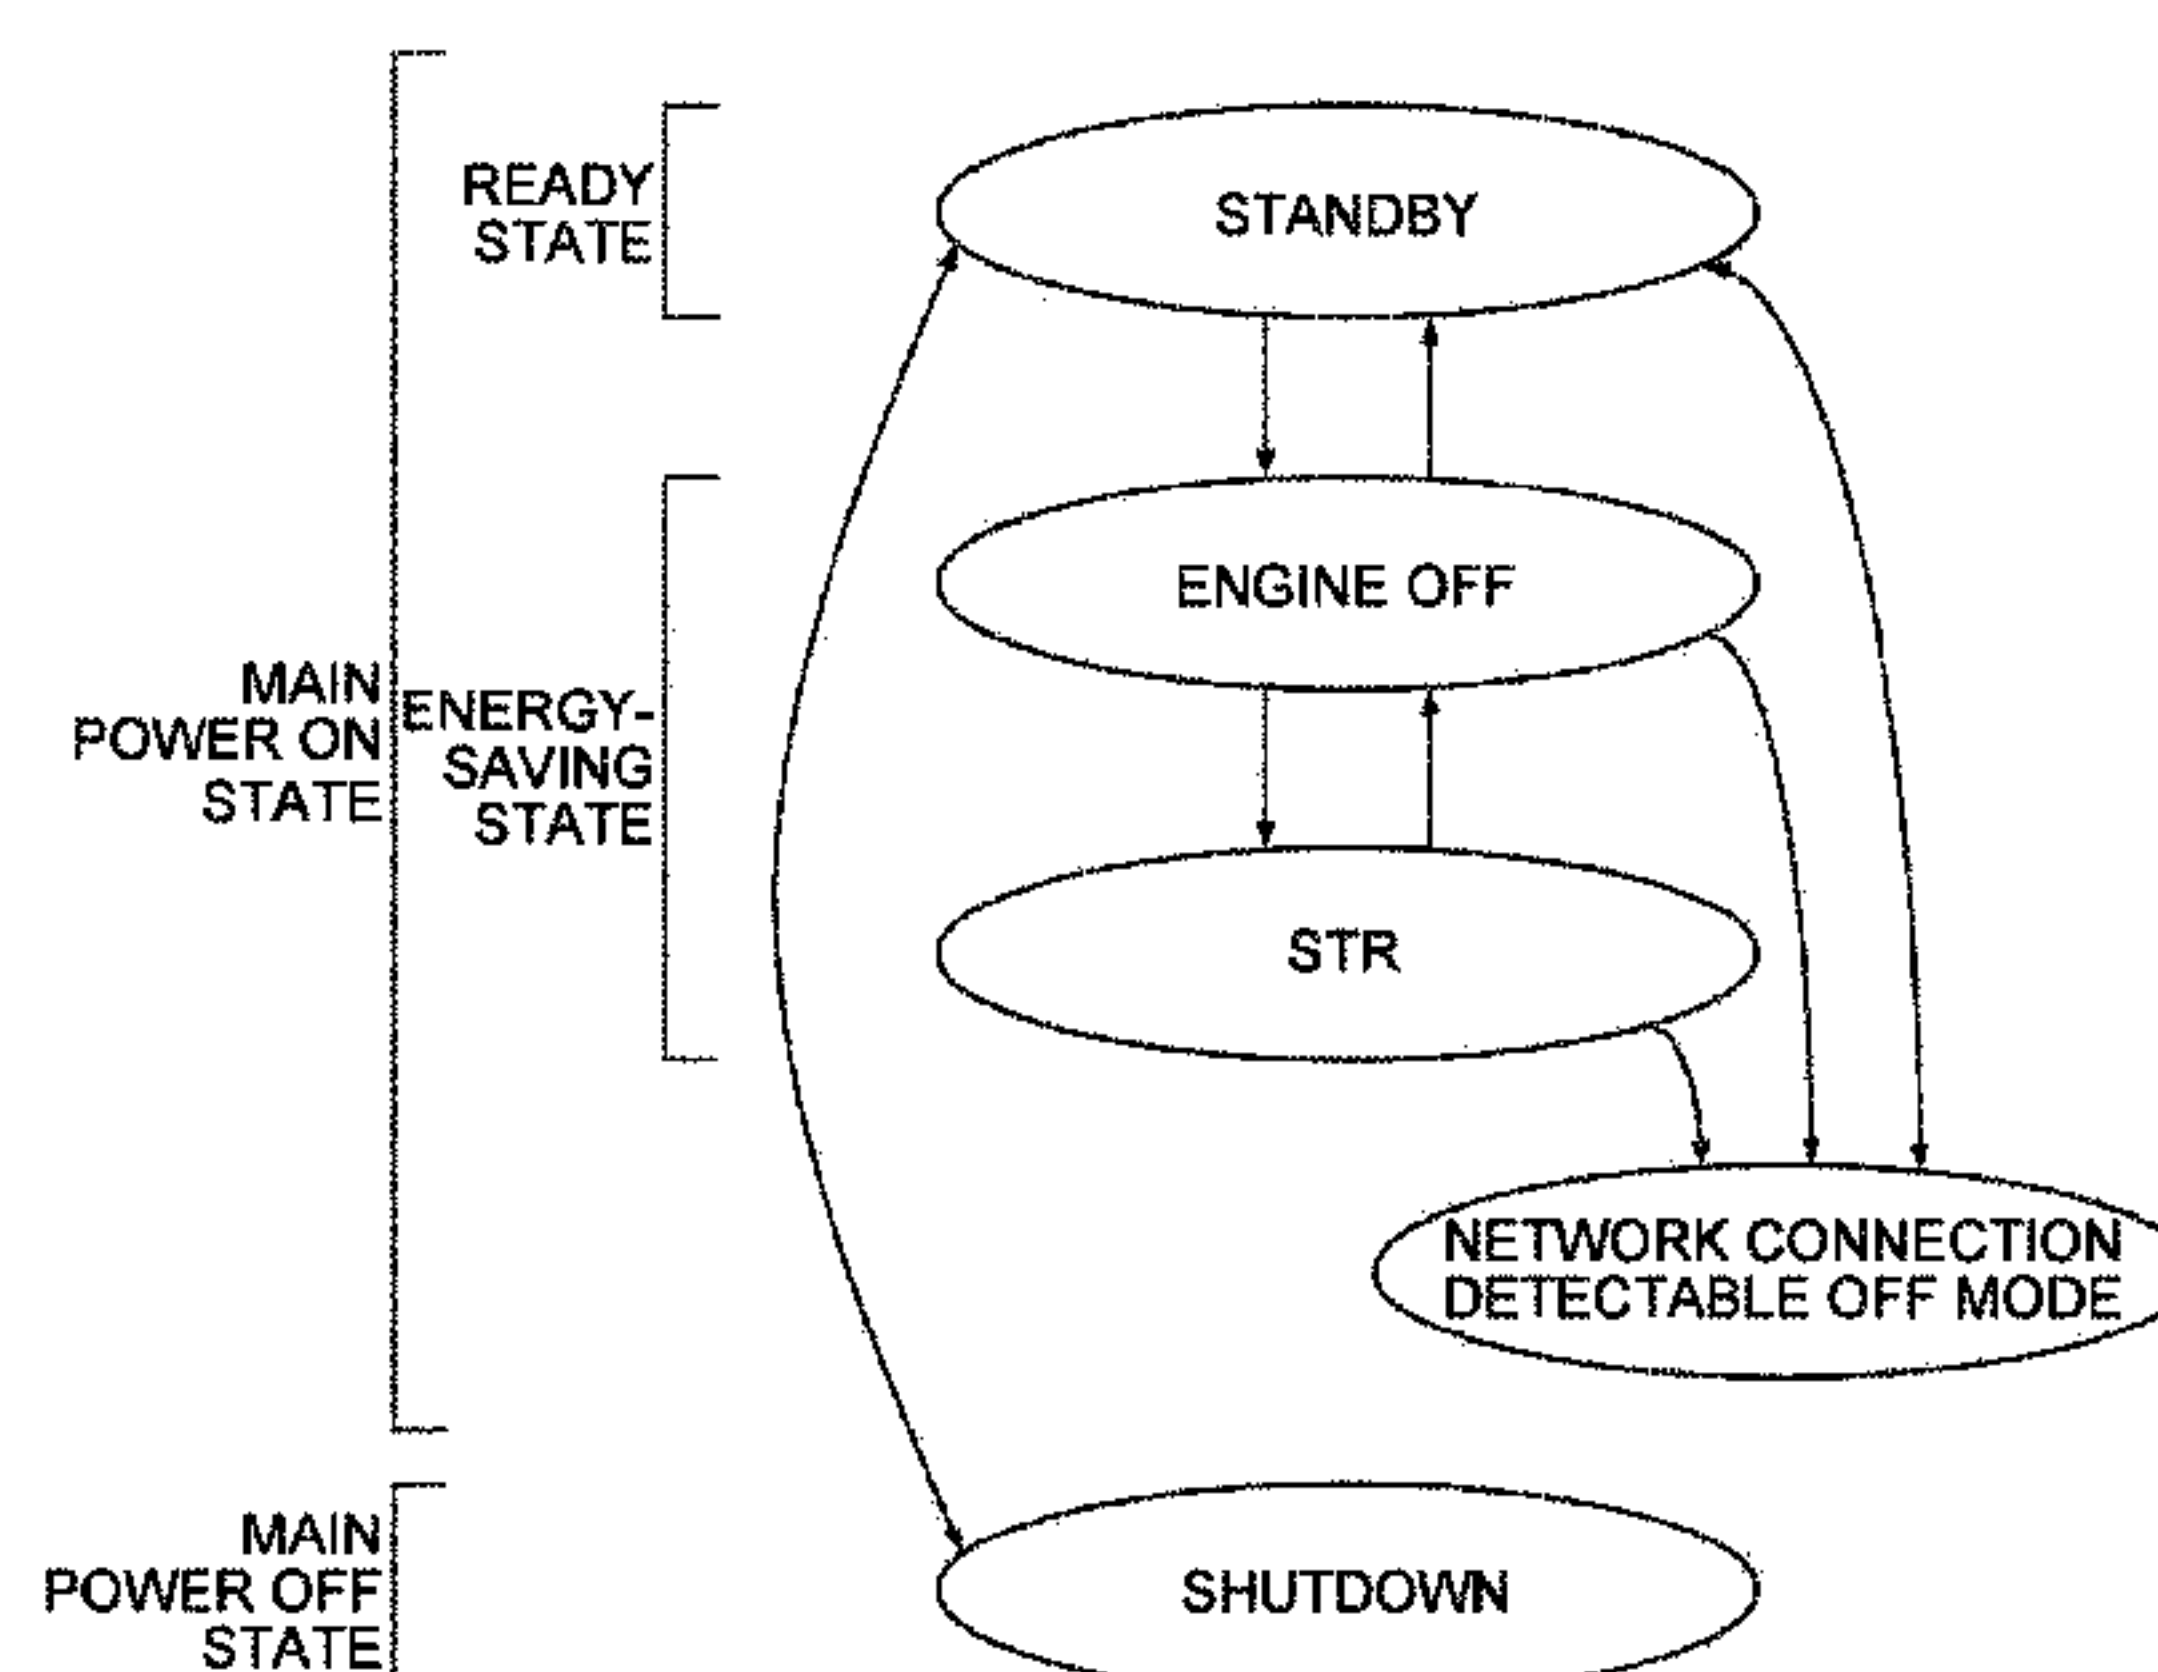 READY
STATE
STANDBY
ENGINE OFF
MAIN
POWER ON
STATE
ENERGY-
SAVING
STATE
STR
NETWORK CONNECTION
DETECTABLE OFF MODE
MAIN
POWER OFF
STATE
SHUTDOWN